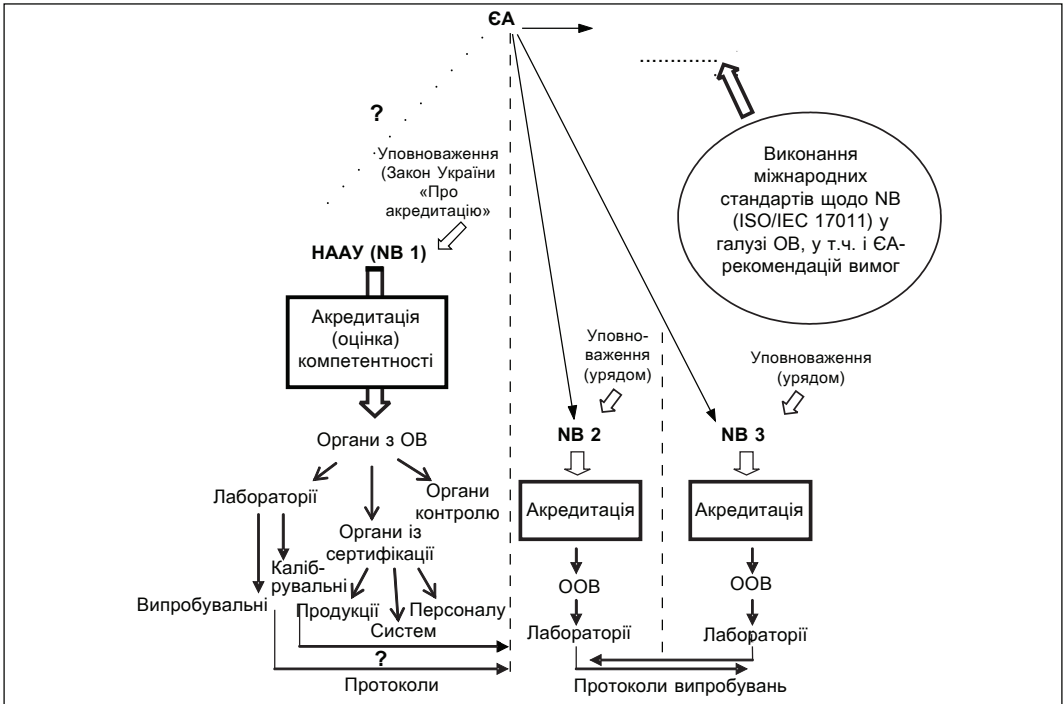 ЄА
?
Уповноваження
(Закон України
«Про
акредитацію»
НААУ (NB 1)
Акредитація
(оцінка)
компетентності
Органи з ОВ
Лабораторії
Органи
контролю
Органи із
сертифікації
Каліб-
рувальні
Випробувальні
Продукції
Персоналу
Систем
?
Протоколи
Виконання
міжнародних
стандартів щодо NB
(ISO/IEC 17011) у
галузі ОВ, у т.ч. і ЄА-
рекомендацій вимог
Уповно-
важення
(урядом)
NB 2
Акредитація
ООВ
Лабораторії
Уповноваження
(урядом)
NB 3
Акредитація
ООВ
Лабораторії
Протоколи випробувань